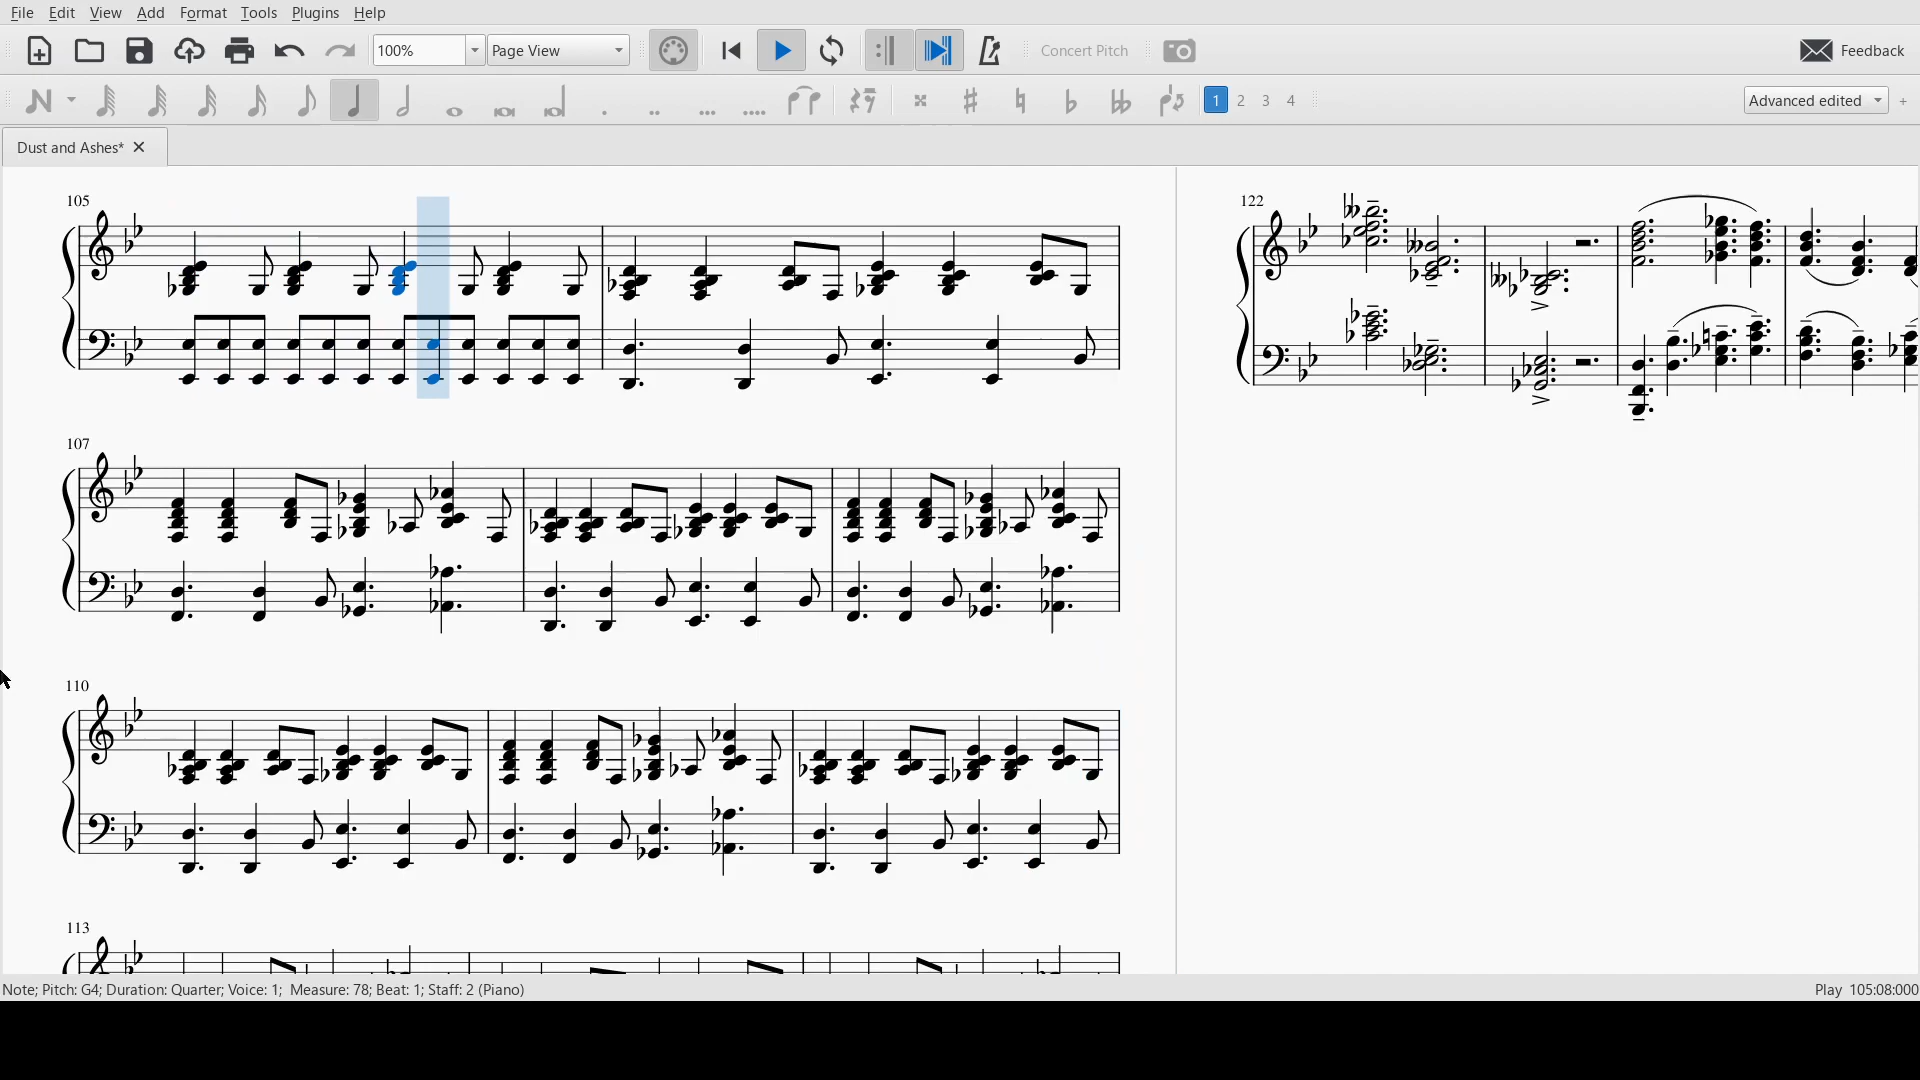 File Edit View Add Format Tools Plugins Help
100% Page View Concert Pitch Feedback
1 2 3 4 Advanced edited +
Dust and Ashes*
105
122
107
110
113
Note; Pitch: G4; Duration: Quarter; Voice: 1; Measure: 78; Beat: 1; Staff: 2 (Piano) Play 105:08:000